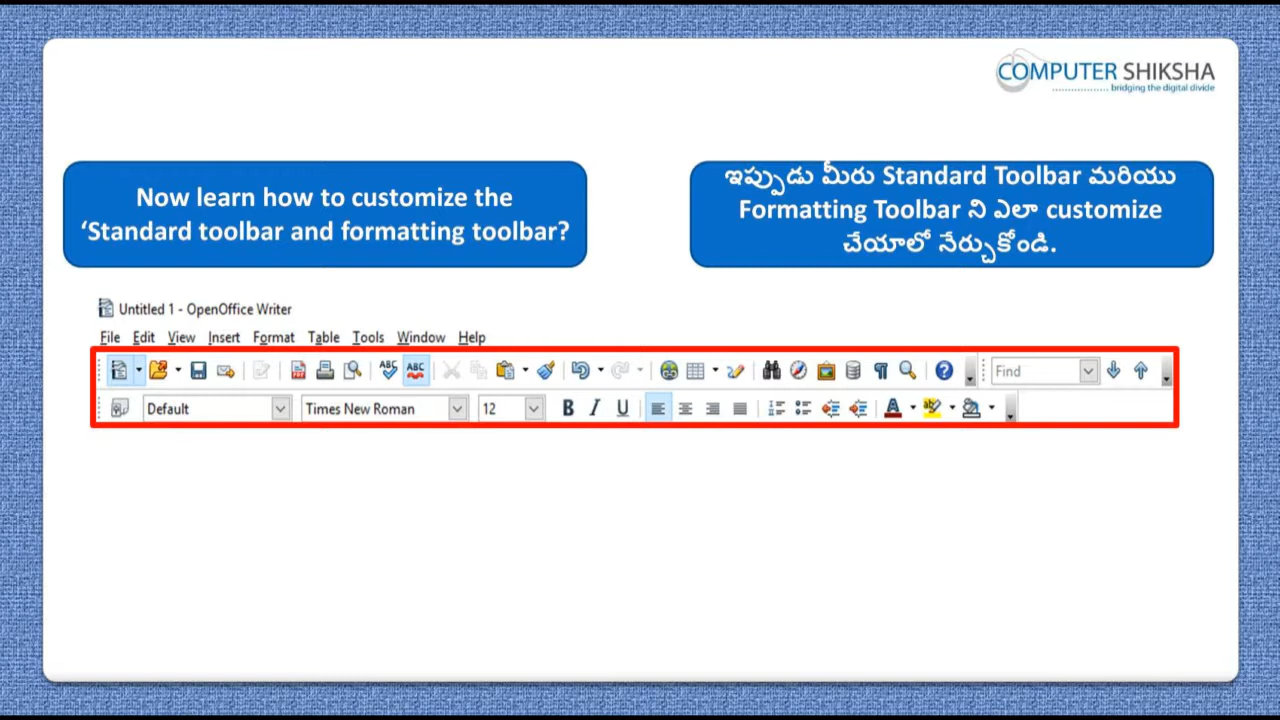 COMPUTER SHIKSHA
bridging the digital divide
Now learn how to customize the
‘Standard toolbar and formatting toolbar?
ఇప్పుడు మీరు Standard Toolbar మరియు
Formatting Toolbar ని ఎలా customize
చేయాలో నేర్చుకోండి.
Untitled 1 - OpenOffice Writer
File Edit View Insert Format Table Tools Window Help
ABC ABC Find
Default Times New Roman 12 B I U A